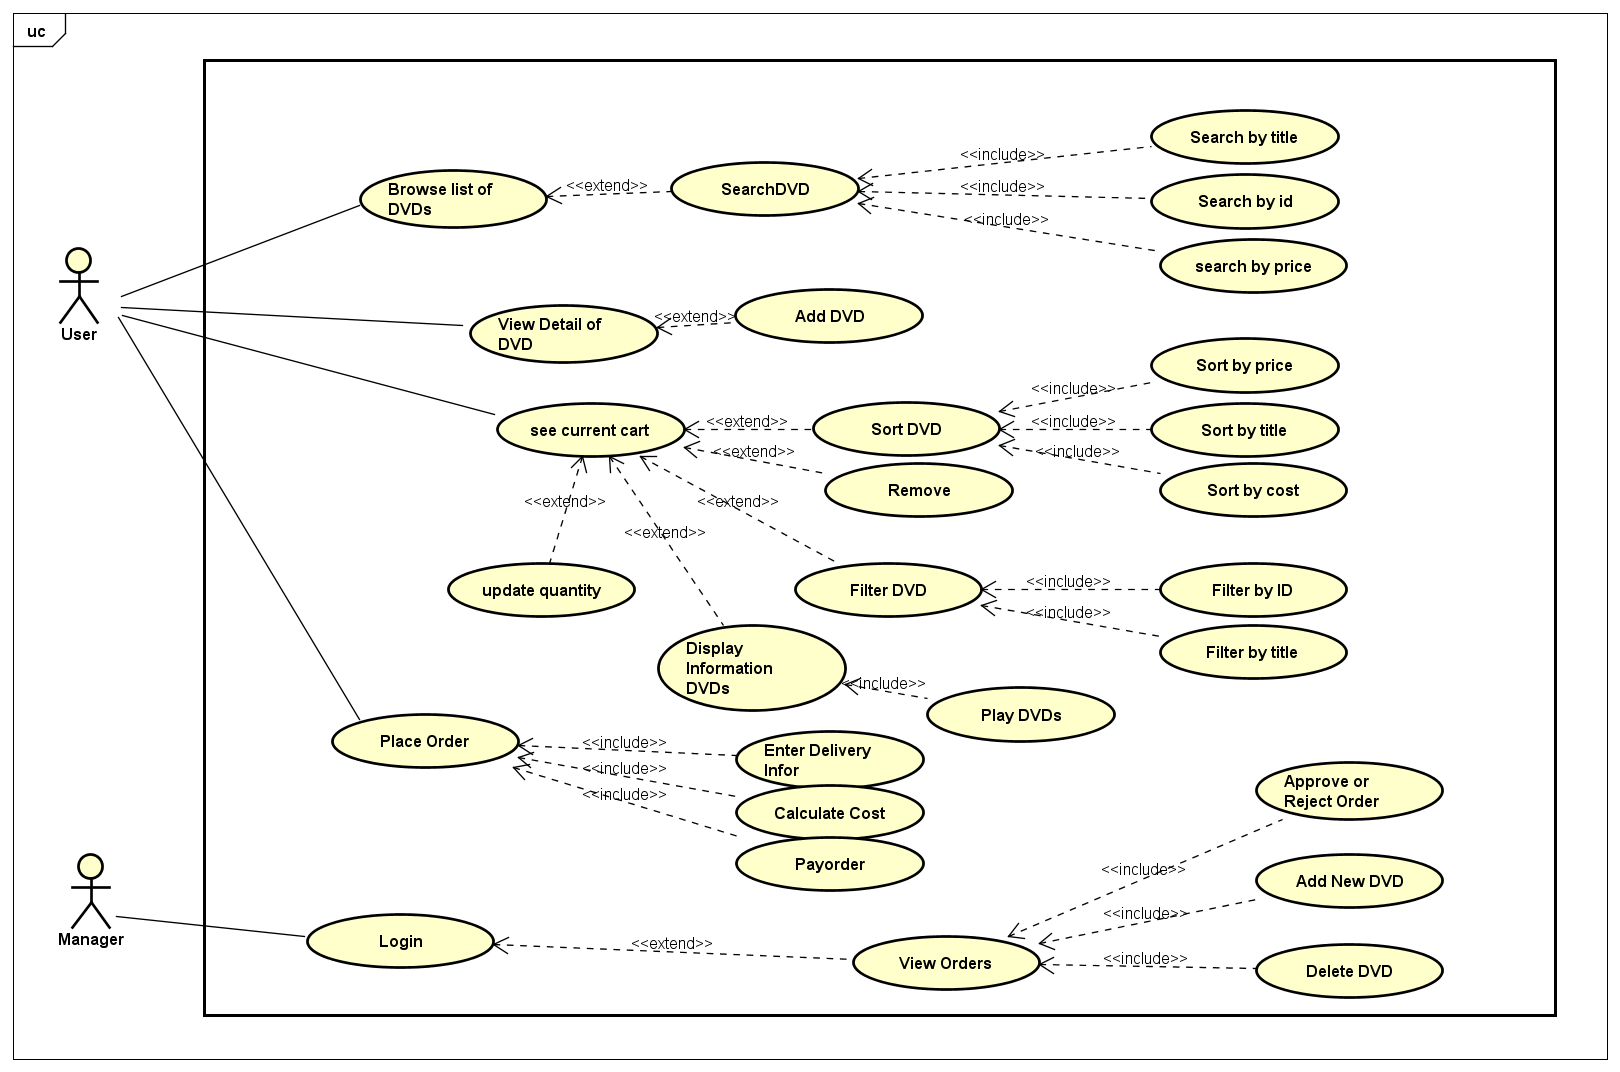 uc
Search by title
<<include>>
Browse list of
DVDs
<<extend>>
SearchDVD
<<include>>
Search by id
<<include>>
search by price
User
View Detail of
DVD
<<extend>>
Add DVD
Sort by price
<<include>>
see current cart
<<extend>>
Sort DVD
<<include>>
Sort by title
<<extend>>
<<include>>
Remove
Sort by cost
<<extend>>
<<extend>>
<<extend>>
update quantity
Filter DVD
<<include>>
Filter by ID
<<include>>
Filter by title
Display
Information
DVDs
<<include>>
Play DVDs
Place Order
<<include>>
Enter Delivery
Infor
<<include>>
Calculate Cost
<<include>>
Payorder
Approve or
Reject Order
<<include>>
Add New DVD
<<include>>
Manager
Login
<<extend>>
View Orders
<<include>>
Delete DVD